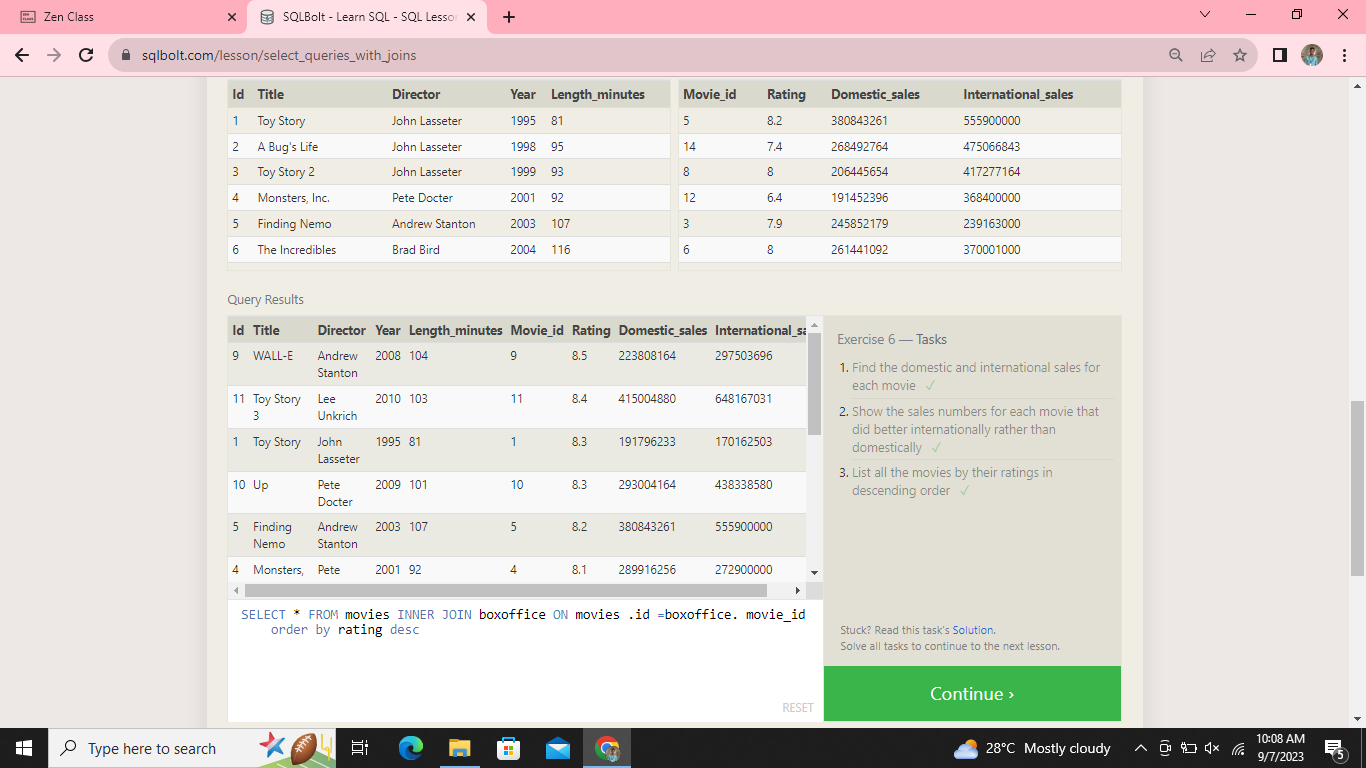 Zen Class
SQLBolt - Learn SQL - SQL Lesson
sqlbolt.com/lesson/select_queries_with_joins
Id Title Director Year Length_minutes
1 Toy Story John Lasseter 1995 81
2 A Bug's Life John Lasseter 1998 95
3 Toy Story 2 John Lasseter 1999 93
4 Monsters, Inc. Pete Docter 2001 92
5 Finding Nemo Andrew Stanton 2003 107
6 The Incredibles Brad Bird 2004 116
Movie_id Rating Domestic_sales International_sales
5 8.2 380843261 555900000
14 7.4 268492764 475066843
8 8 206445654 417277164
12 6.4 191452396 368400000
3 7.9 245852179 239163000
6 8 261441092 370001000
Query Results
Id Title Director Year Length_minutes Movie_id Rating Domestic_sales International_sa
9 WALL-E Andrew 2008 104 9 8.5 223808164 297503696
Stanton
11 Toy Story Lee 2010 103 11 8.4 415004880 648167031
3 Unkrich
1 Toy Story John 1995 81 1 8.3 191796233 170162503
Lasseter
10 Up Pete 2009 101 10 8.3 293004164 438338580
Docter
5 Finding Andrew 2003 107 5 8.2 380843261 555900000
Nemo Stanton
4 Monsters, Pete 2001 92 4 8.1 289916256 272900000
SELECT * FROM movies INNER JOIN boxoffice ON movies .id =boxoffice. movie_id
order by rating desc
RESET
Exercise 6 — Tasks
1. Find the domestic and international sales for
each movie ✓
2. Show the sales numbers for each movie that
did better internationally rather than
domestically ✓
3. List all the movies by their ratings in
descending order ✓
Stuck? Read this task's Solution.
Solve all tasks to continue to the next lesson.
Continue ›
Type here to search
28°C Mostly cloudy
10:08 AM
9/7/2023
5